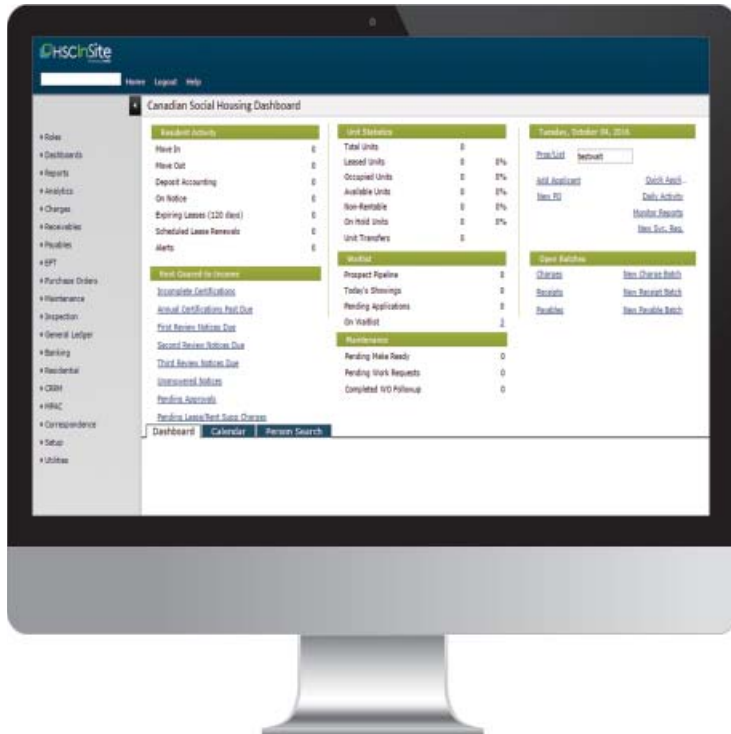 HSCInSite
Home Logout Help
Canadian Social Housing Dashboard
Roles
Dashboards
Reports
Analytics
Charges
Receivables
Payables
EFT
Purchase Orders
Maintenance
Inspection
General Ledger
Banking
Residential
CRRM
MPAC
Correspondence
Setup
Utilities
Resident Activity
Move In 0
Move Out 0
Deposit Accounting 0
On Notice 0
Expiring Leases (120 days) 0
Scheduled Lease Renewals 0
Alerts 0
Rent Geared to Income
Incomplete Certifications
Annual Certifications Past Due
First Review Notices Due
Second Review Notices Due
Third Review Notices Due
Unanswered Notices
Pending Approvals
Pending Lease/Rent Supp Charges
Unit Statistics
Total Units 0
Leased Units 0 0%
Occupied Units 0 0%
Available Units 0 0%
Non-Rentable 0 0%
On Hold Units 0 0%
Unit Transfers 0
Waitlist
Prospect Pipeline 0
Today's Showings 0
Pending Applications 0
On Waitlist 2
Maintenance
Pending Make Ready 0
Pending Work Requests 0
Completed WO Followup 0
Tuesday, October 04, 2016
Prop/List testwait
Add Applicant Quick Appli...
New PO Daily Activity
Monitor Reports
New Svc. Req.
Open Batches
Charges New Charge Batch
Receipts New Receipt Batch
Payables New Payable Batch
Dashboard Calendar Person Search